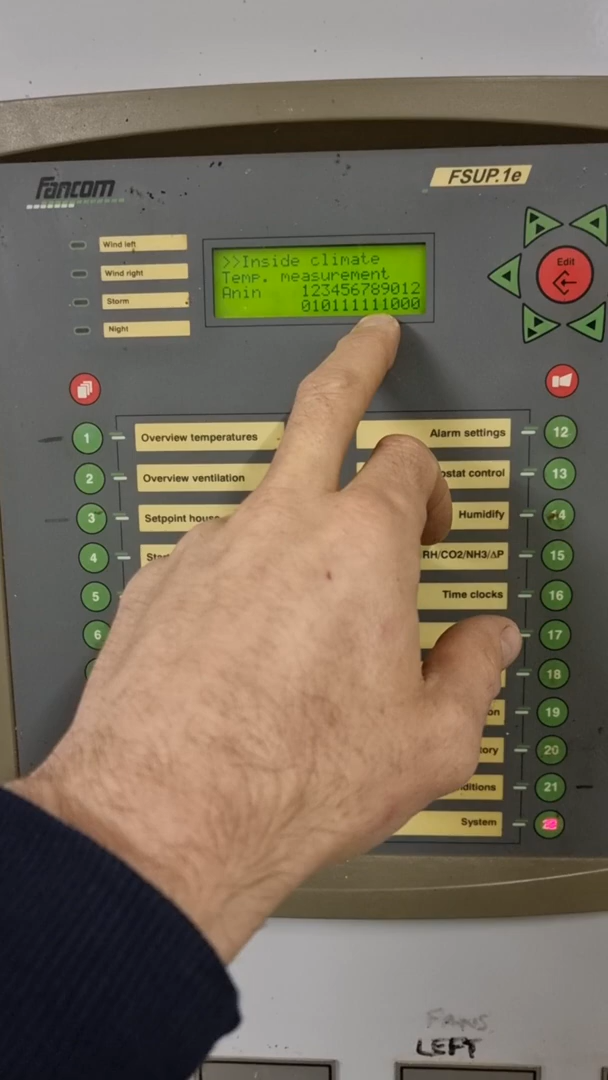 Fancom
FSUP.1e
Wind left
Wind right
Storm
Night
>>Inside climate
Temp. measurement
Anin 123456789012
010111111000
Edit
1 Overview temperatures
2 Overview ventilation
3 Setpoint
4
5
6
Alarm settings 12
control 13
Humidify 14
RH/CO2/NH3/ΔP 15
Time clocks 16
17
18
19
20
21
System
FANS
LEFT